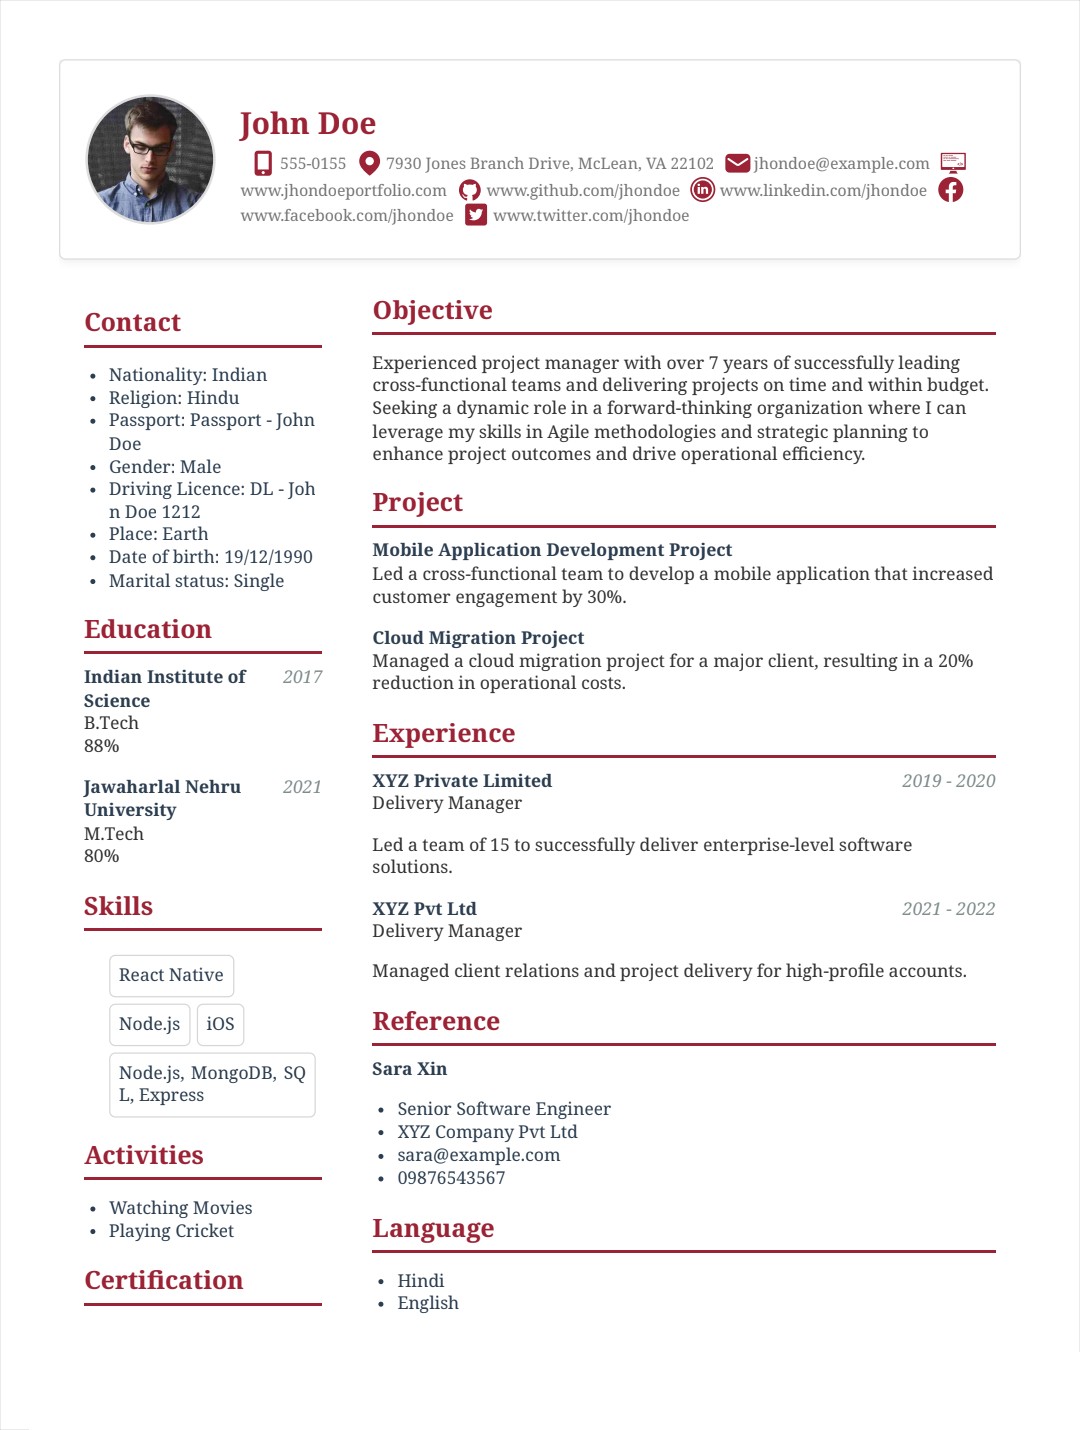 John Doe
555-0155 7930 Jones Branch Drive, McLean, VA 22102 jhondoe@example.com
www.jhondoeportfolio.com www.github.com/jhondoe www.linkedin.com/jhondoe
www.facebook.com/jhondoe www.twitter.com/jhondoe
Contact
Nationality: Indian
Religion: Hindu
Passport: Passport - John
Doe
Gender: Male
Driving Licence: DL - Joh
n Doe 1212
Place: Earth
Date of birth: 19/12/1990
Marital status: Single
Education
Indian Institute of 2017
Science
B.Tech
88%
Jawaharlal Nehru 2021
University
M.Tech
80%
Skills
React Native
Node.js iOS
Node.js, MongoDB, SQ
L, Express
Activities
Watching Movies
Playing Cricket
Certification
Objective
Experienced project manager with over 7 years of successfully leading
cross-functional teams and delivering projects on time and within budget.
Seeking a dynamic role in a forward-thinking organization where I can
leverage my skills in Agile methodologies and strategic planning to
enhance project outcomes and drive operational efficiency.
Project
Mobile Application Development Project
Led a cross-functional team to develop a mobile application that increased
customer engagement by 30%.
Cloud Migration Project
Managed a cloud migration project for a major client, resulting in a 20%
reduction in operational costs.
Experience
XYZ Private Limited 2019 - 2020
Delivery Manager
Led a team of 15 to successfully deliver enterprise-level software
solutions.
XYZ Pvt Ltd 2021 - 2022
Delivery Manager
Managed client relations and project delivery for high-profile accounts.
Reference
Sara Xin
Senior Software Engineer
XYZ Company Pvt Ltd
sara@example.com
09876543567
Language
Hindi
English